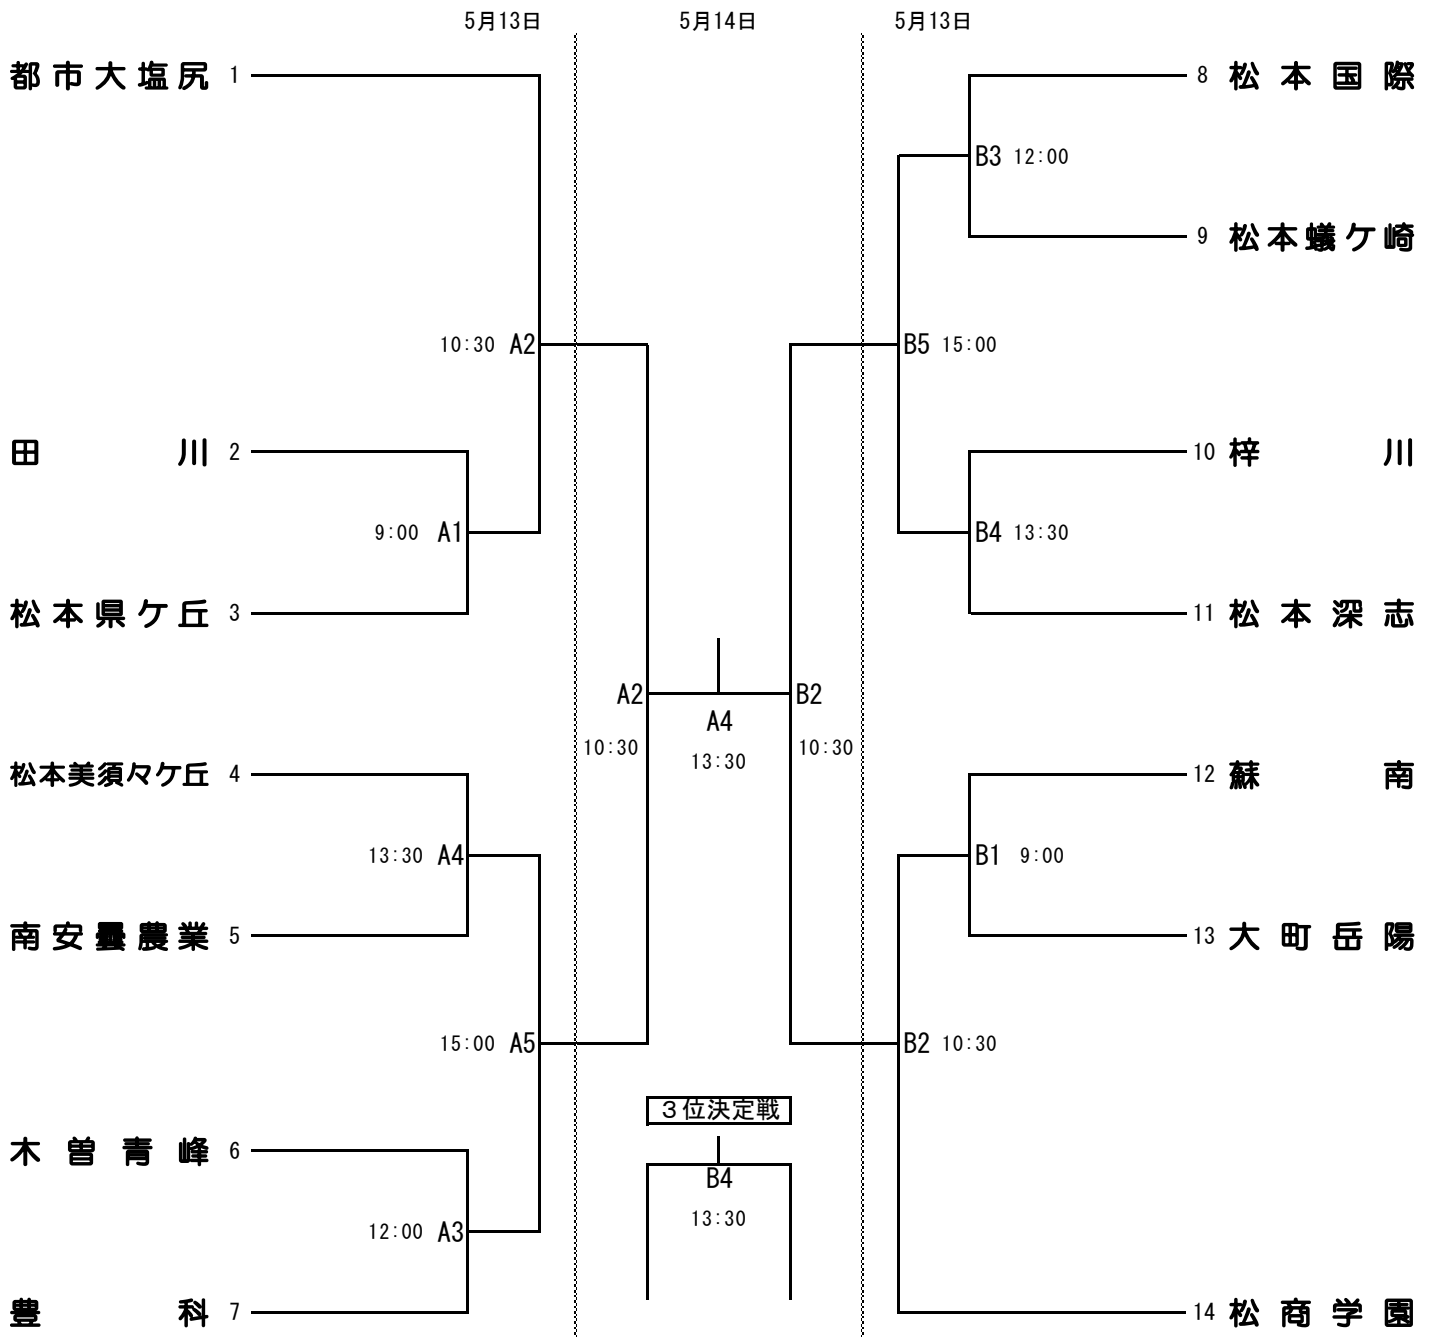 5月13日 5月14日 5月13日
都市大塩尻 1
8 松本国際
B3 12:00
9 松本蟻ケ崎
10:30 A2
B5 15:00
田川 2
10 梓川
9:00 A1
B4 13:30
松本県ケ丘 3
11 松本深志
A2 B2
A4
10:30 10:30
13:30
松本美須々ケ丘 4
12 蘇南
13:30 A4
B1 9:00
南安曇農業 5
13 大町岳陽
15:00 A5
B2 10:30
3位決定戦
木曽青峰 6
B4
13:30
12:00 A3
豊科 7
14 松商学園